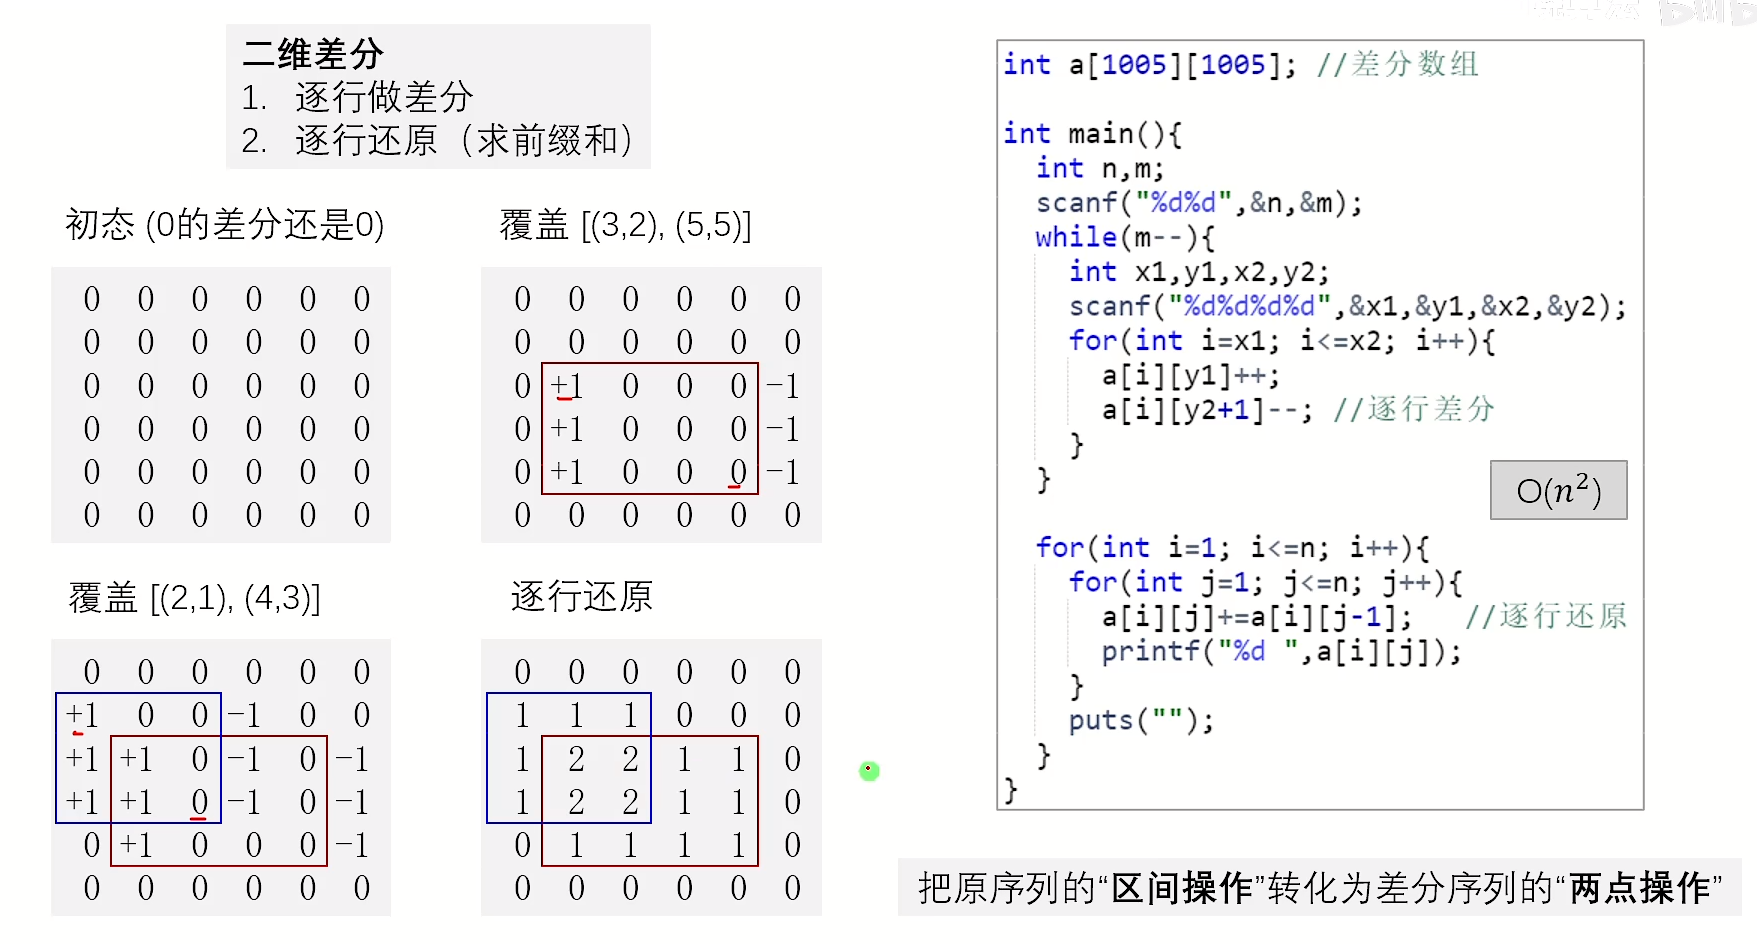 二维差分
1. 逐行做差分
2. 逐行还原（求前缀和）
初态 (0的差分还是0)
0 0 0 0 0 0
0 0 0 0 0 0
0 0 0 0 0 0
0 0 0 0 0 0
0 0 0 0 0 0
0 0 0 0 0 0
覆盖 [(3,2), (5,5)]
0 0 0 0 0 0
0 0 0 0 0 0
0 +1 0 0 0 -1
0 +1 0 0 0 -1
0 +1 0 0 0 -1
0 0 0 0 0 0
覆盖 [(2,1), (4,3)]
0 0 0 0 0 0
+1 0 0 -1 0 0
+1 +1 0 -1 0 -1
+1 +1 0 -1 0 -1
0 +1 0 0 0 -1
0 0 0 0 0 0
逐行还原
0 0 0 0 0 0
1 1 1 0 0 0
1 2 2 1 1 0
1 2 2 1 1 0
0 1 1 1 1 0
0 0 0 0 0 0
int a[1005][1005]; //差分数组
int main(){
int n,m;
scanf("%d%d",&n,&m);
while(m--){
int x1,y1,x2,y2;
scanf("%d%d%d%d",&x1,&y1,&x2,&y2);
for(int i=x1; i<=x2; i++){
a[i][y1]++;
a[i][y2+1]--; //逐行差分
}
}
O(n²)
for(int i=1; i<=n; i++){
for(int j=1; j<=n; j++){
a[i][j]+=a[i][j-1]; //逐行还原
printf("%d ",a[i][j]);
}
puts("");
}
}
把原序列的“区间操作”转化为差分序列的“两点操作”